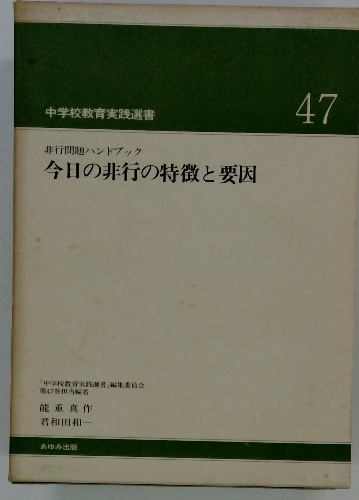 中学校教育実践選書
47
非行問題ハンドブック
今日の非行の特徴と要因
「中学校教育実践選書」編集委員会
第47巻担当編者
能重真作
君和田和一
あゆみ出版